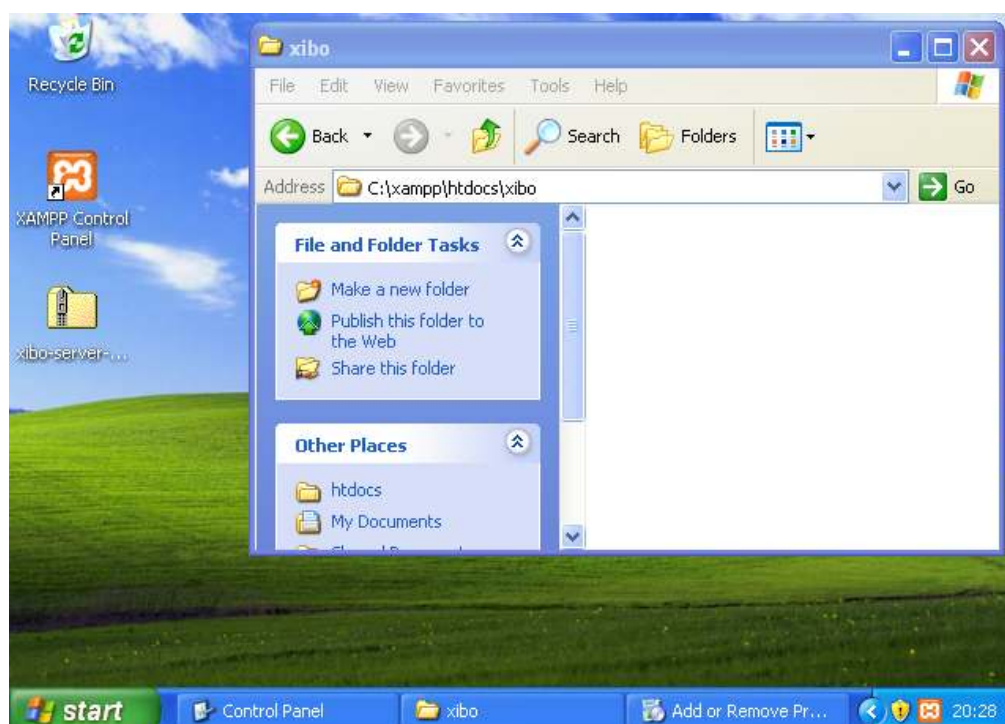 Recycle Bin
XAMPP Control
Panel
xibo-server-...
xibo
File Edit View Favorites Tools Help
Back Search Folders
Address C:\xampp\htdocs\xibo Go
File and Folder Tasks
Make a new folder
Publish this folder to
the Web
Share this folder
Other Places
htdocs
My Documents
start Control Panel xibo Add or Remove Pr... 20:28